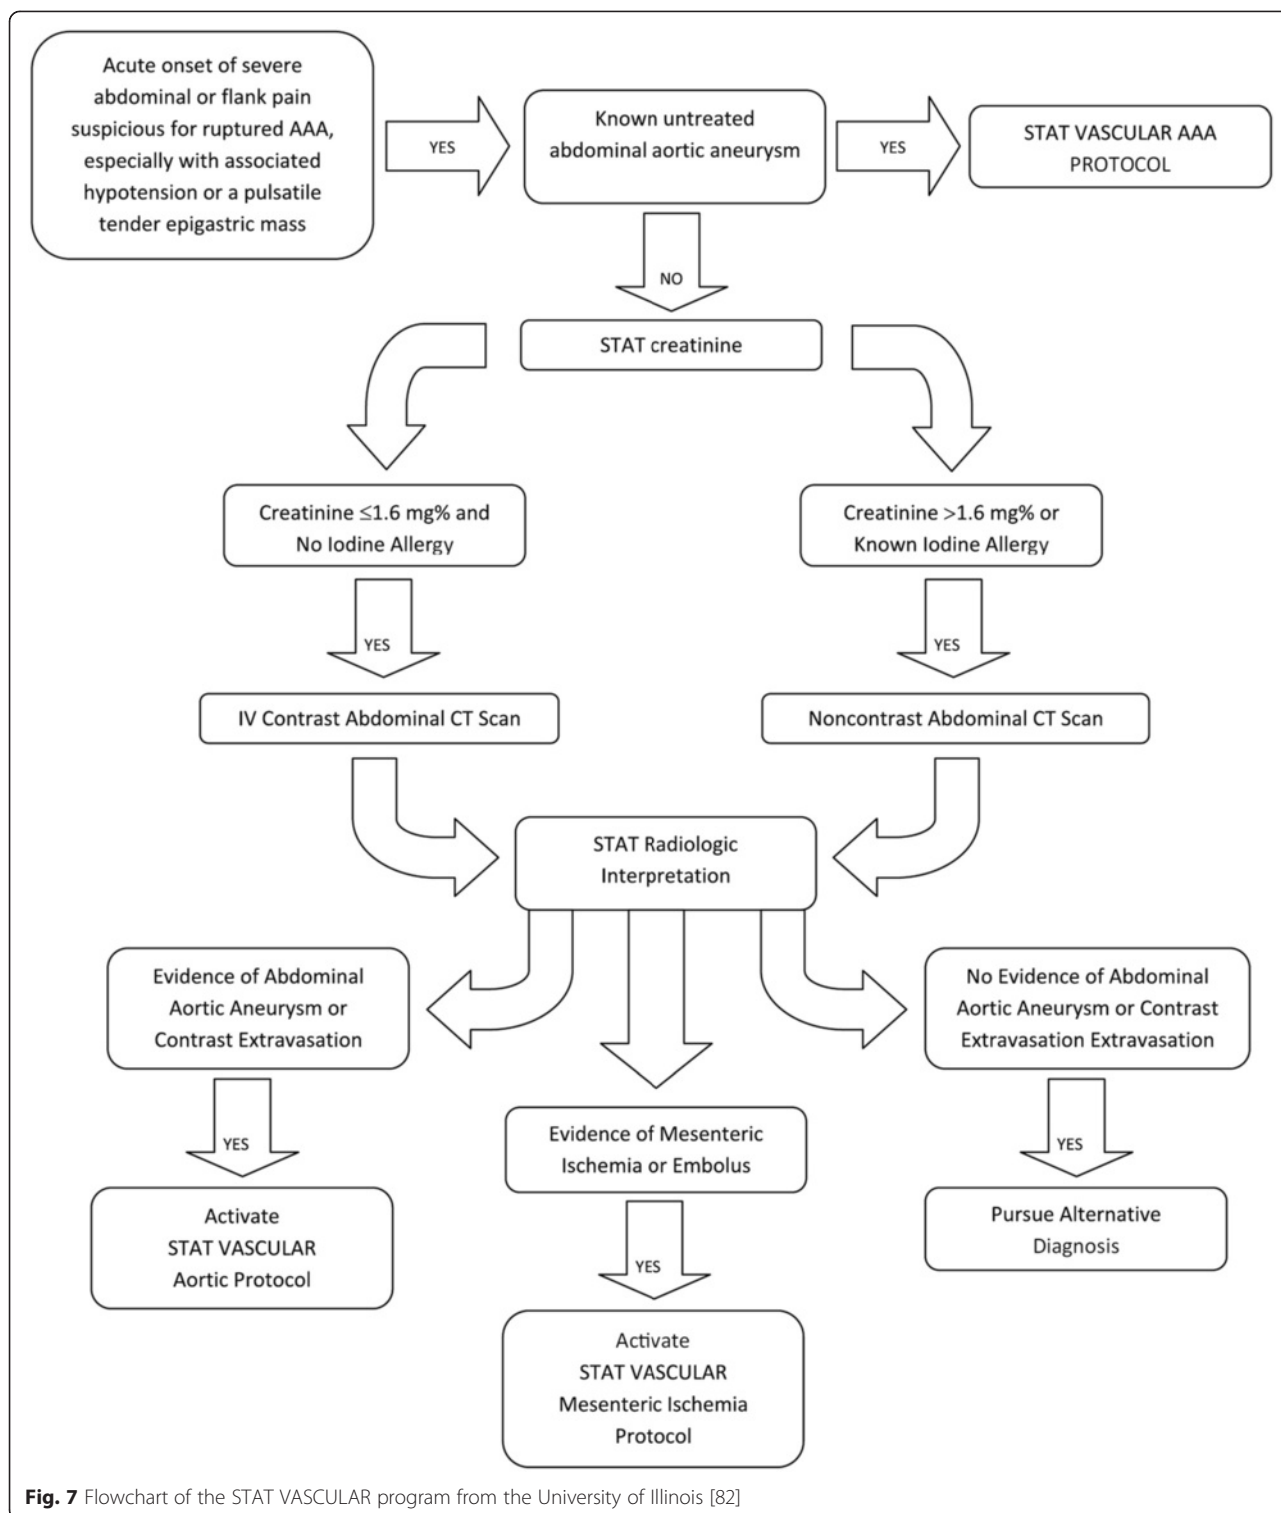 Acute onset of severe
abdominal or flank pain
suspicious for ruptured AAA,
especially with associated
hypotension or a pulsatile
tender epigastric mass
YES
Known untreated
abdominal aortic aneurysm
YES
STAT VASCULAR AAA
PROTOCOL
NO
STAT creatinine
Creatinine ≤1.6 mg% and
No Iodine Allergy
Creatinine >1.6 mg% or
Known Iodine Allergy
YES
YES
IV Contrast Abdominal CT Scan
Noncontrast Abdominal CT Scan
STAT Radiologic
Interpretation
Evidence of Abdominal
Aortic Aneurysm or
Contrast Extravasation
No Evidence of Abdominal
Aortic Aneurysm or Contrast
Extravasation Extravasation
Evidence of Mesenteric
Ischemia or Embolus
YES
YES
Activate
STAT VASCULAR
Aortic Protocol
Pursue Alternative
Diagnosis
YES
Activate
STAT VASCULAR
Mesenteric Ischemia
Protocol
Fig. 7 Flowchart of the STAT VASCULAR program from the University of Illinois [82]